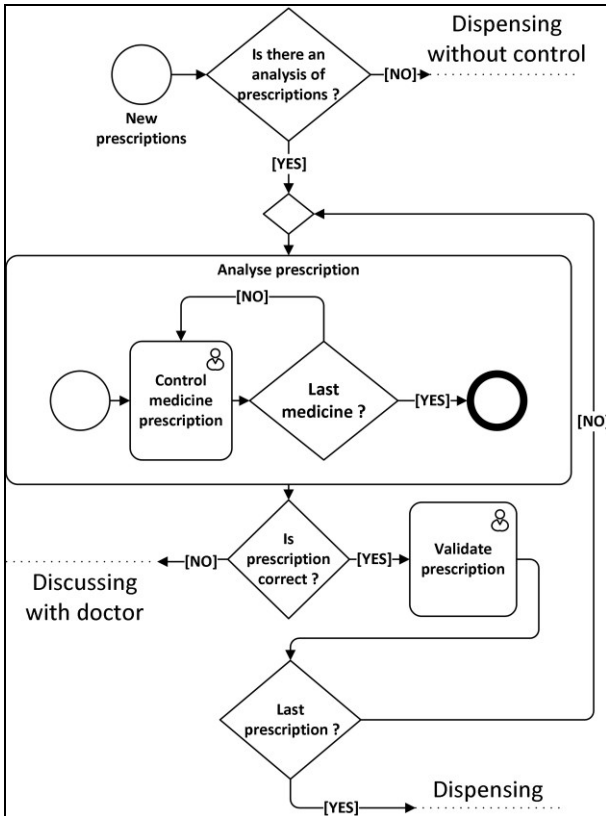 Dispensing
without control
Is there an
analysis of
prescriptions ?
[NO]
New
prescriptions
[YES]
Analyse prescription
[NO]
Control
medicine
prescription
Last
medicine ?
[YES]
[NO]
Is
prescription
correct ?
[NO]
[YES]
Validate
prescription
Discussing
with doctor
Last
prescription ?
[YES]
Dispensing